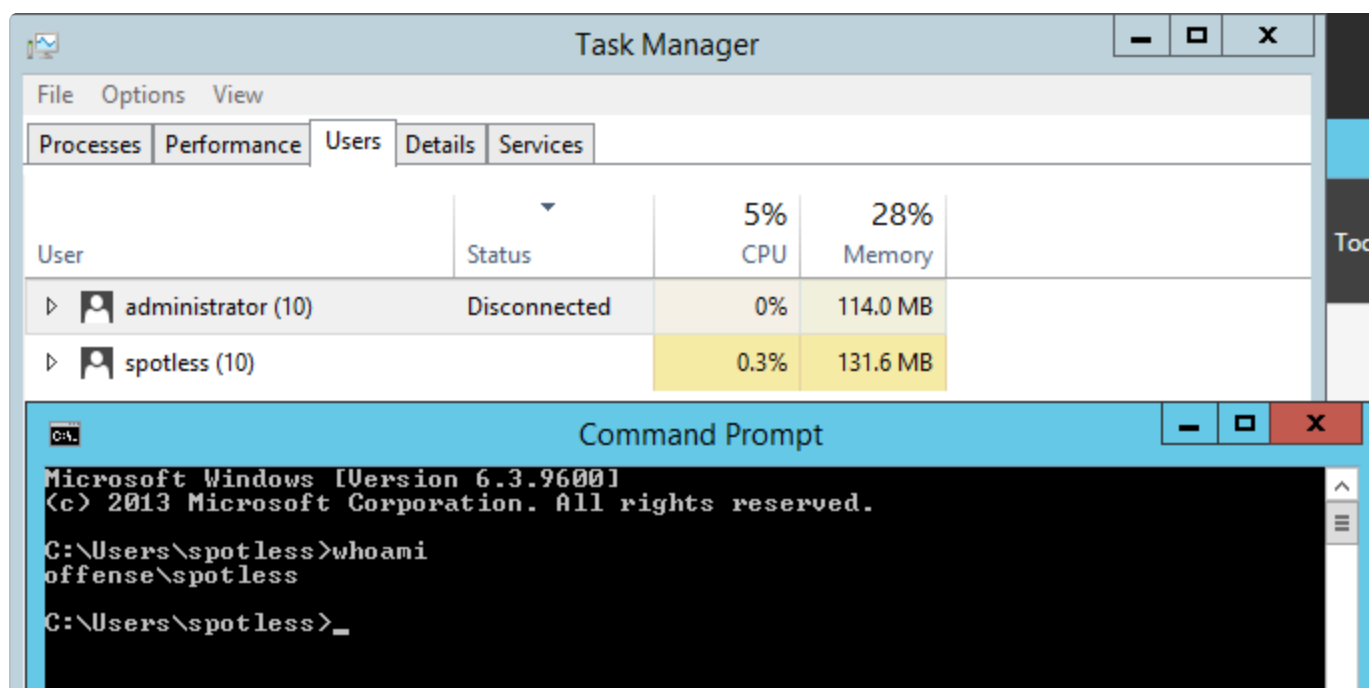 Task Manager
File Options View
Processes Performance Users Details Services
5% 28%
User Status CPU Memory
administrator (10) Disconnected 0% 114.0 MB
spotless (10) 0.3% 131.6 MB
C:\.
Command Prompt
Microsoft Windows [Version 6.3.9600]
(c) 2013 Microsoft Corporation. All rights reserved.
C:\Users\spotless>whoami
offense\spotless
C:\Users\spotless>_